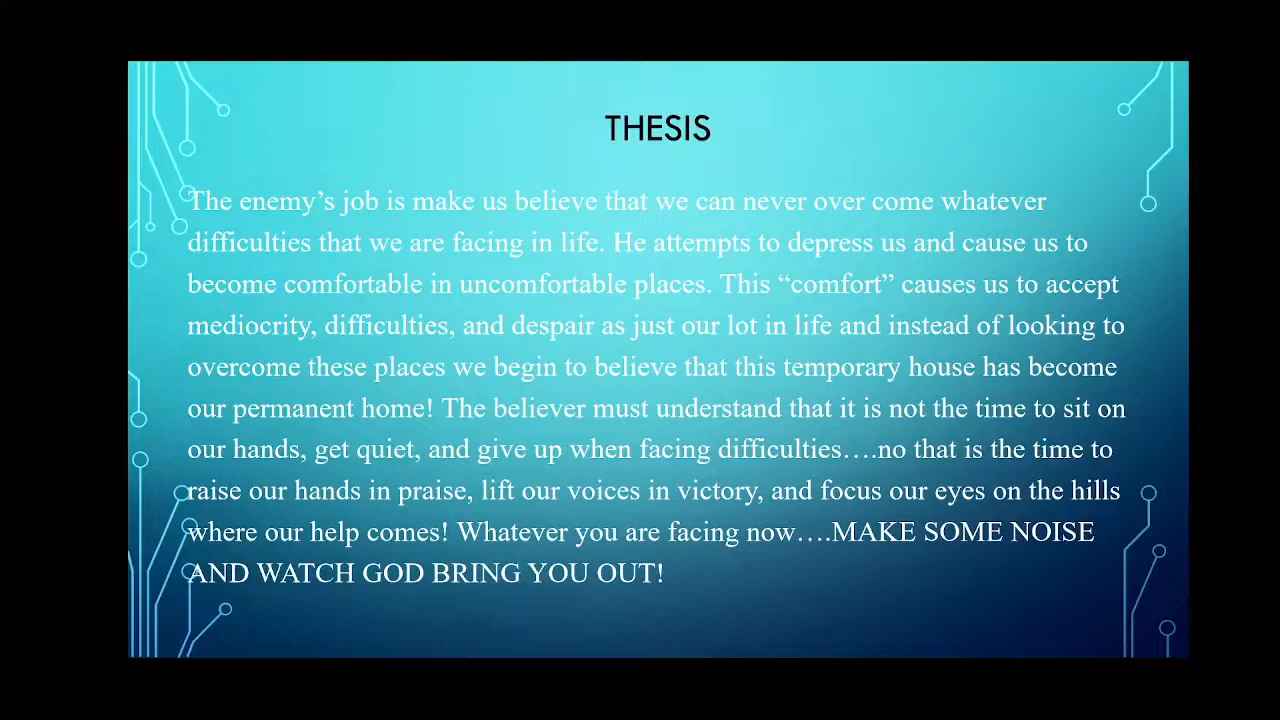 THESIS
The enemy’s job is make us believe that we can never over come whatever
difficulties that we are facing in life. He attempts to depress us and cause us to
become comfortable in uncomfortable places. This “comfort” causes us to accept
mediocrity, difficulties, and despair as just our lot in life and instead of looking to
overcome these places we begin to believe that this temporary house has become
our permanent home! The believer must understand that it is not the time to sit on
our hands, get quiet, and give up when facing difficulties….no that is the time to
raise our hands in praise, lift our voices in victory, and focus our eyes on the hills
where our help comes! Whatever you are facing now….MAKE SOME NOISE
AND WATCH GOD BRING YOU OUT!